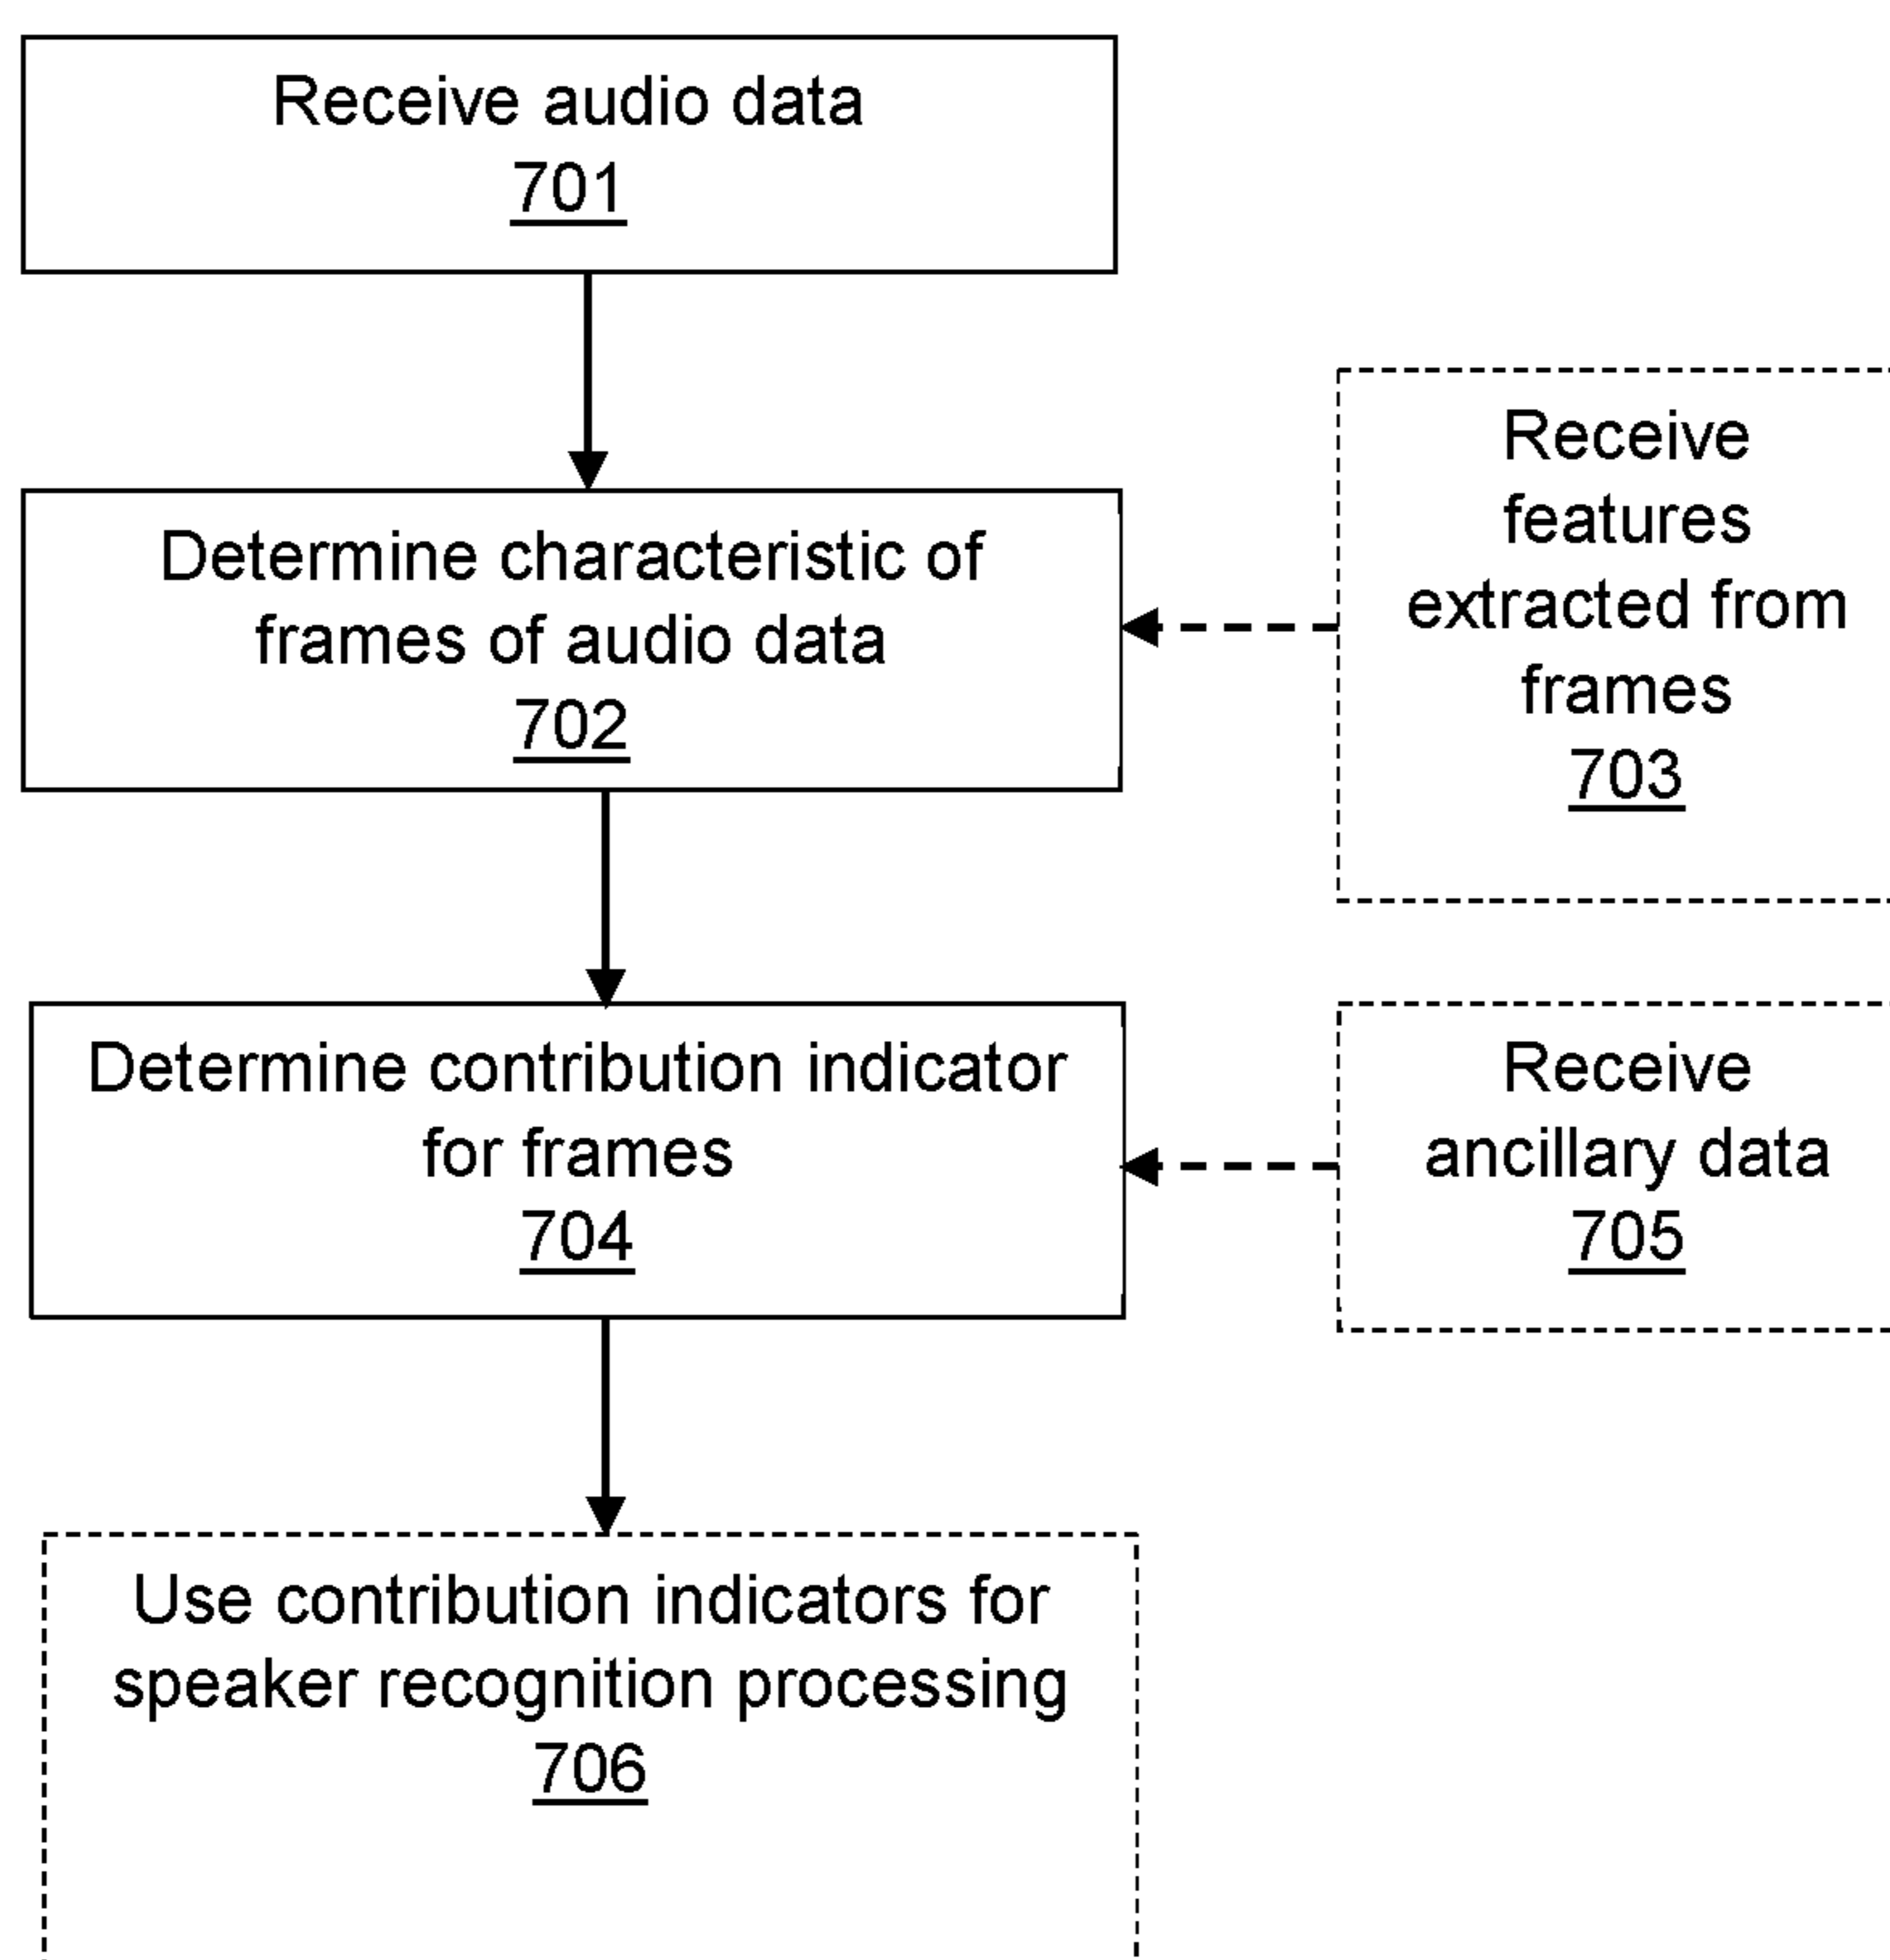 Receive audio data
701
Determine characteristic of
frames of audio data
702
Receive
features
extracted from
frames
703
Determine contribution indicator
for frames
704
Receive
ancillary data
705
Use contribution indicators for
speaker recognition processing
706